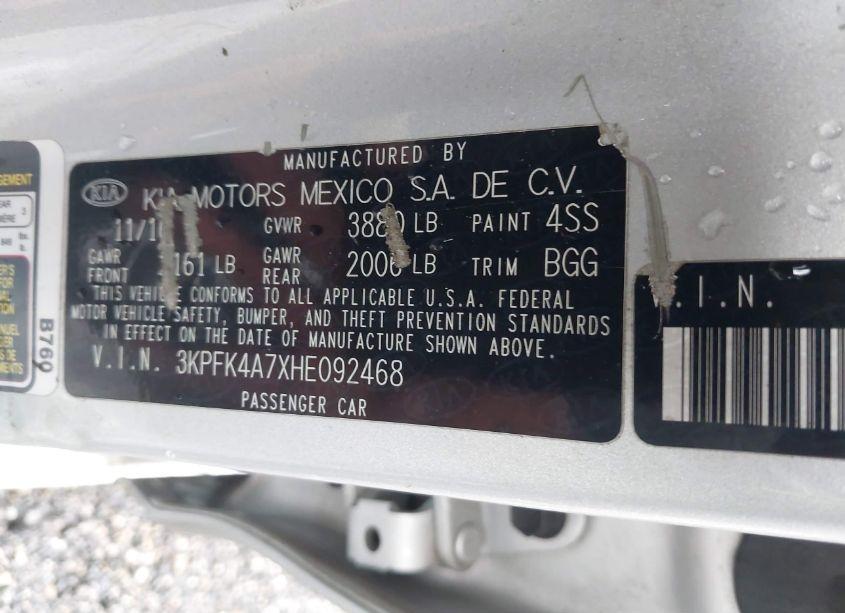 MANUFACTURED BY
KIA MOTORS MEXICO S.A. DE C.V.
GVWR LB PAINT 4SS
GAWR FRONT LB GAWR REAR LB TRIM BGG
THIS VEHICLE CONFORMS TO ALL APPLICABLE U.S.A. FEDERAL
MOTOR VEHICLE SAFETY, BUMPER, AND THEFT PREVENTION STANDARDS
IN EFFECT ON THE DATE OF MANUFACTURE SHOWN ABOVE.
V.I.N. 3KPFK4A7XHE092468
PASSENGER CAR
B760
.I.N.